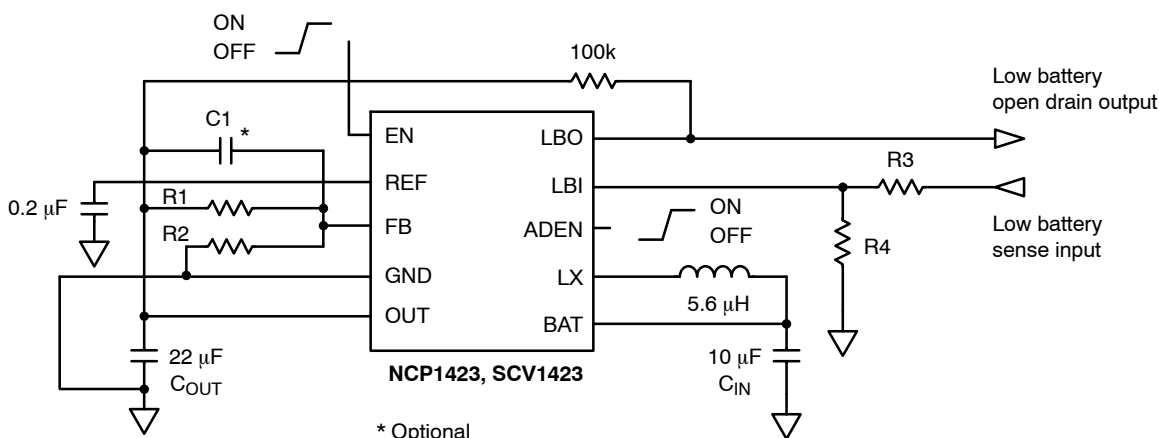 ON
OFF
100k
Low battery
open drain output
C1
*
EN
LBO
R3
REF
LBI
0.2 μF
R1
ON
OFF
FB
ADEN
Low battery
sense input
R2
R4
GND
LX
5.6 μH
OUT
BAT
22 μF
COUT
10 μF
CIN
NCP1423, SCV1423
* Optional